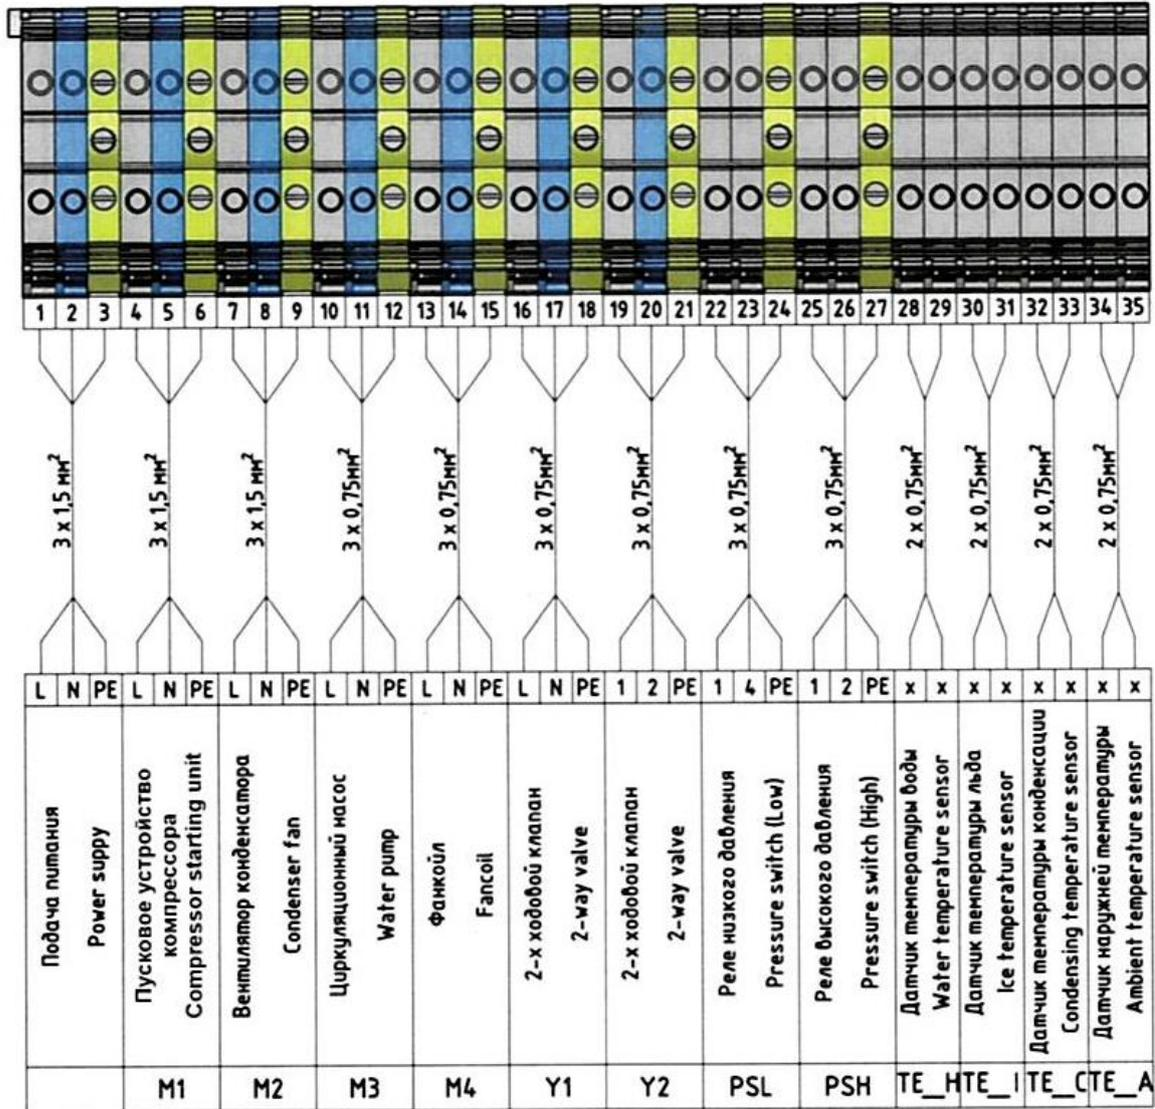 1 2 3 4 5 6 7 8 9 10 11 12 13 14 15 16 17 18 19 20 21 22 23 24 25 26 27 28 29 30 31 32 33 34 35
3 x 1,5 мм²
3 x 1,5 мм²
3 x 1,5 мм²
3 x 0,75мм²
3 x 0,75мм²
3 x 0,75мм²
3 x 0,75мм²
3 x 0,75мм²
3 x 0,75мм²
2 x 0,75мм²
2 x 0,75мм²
2 x 0,75мм²
2 x 0,75мм²
L N PE L N PE L N PE L N PE L N PE L N PE 1 2 PE 1 4 PE 1 2 PE x x x x x x x x
Подача питания
Power suppy
Пусковое устройство
компрессора
Compressor starting unit
Вентилятор конденсатора
Condenser fan
Циркуляционный насос
Water pump
Фанкойл
Fancoil
2-х ходовой клапан
2-way valve
2-х ходовой клапан
2-way valve
Реле низкого давления
Pressure switch (Low)
Реле высокого давления
Pressure switch (High)
Датчик температуры воды
Water temperature sensor
Датчик температуры льда
Ice temperature sensor
Датчик температуры конденсации
Condensing temperature sensor
Датчик наружней температуры
Ambient temperature sensor
M1 M2 M3 M4 Y1 Y2 PSL PSH TE_H TE_I TE_C TE_A